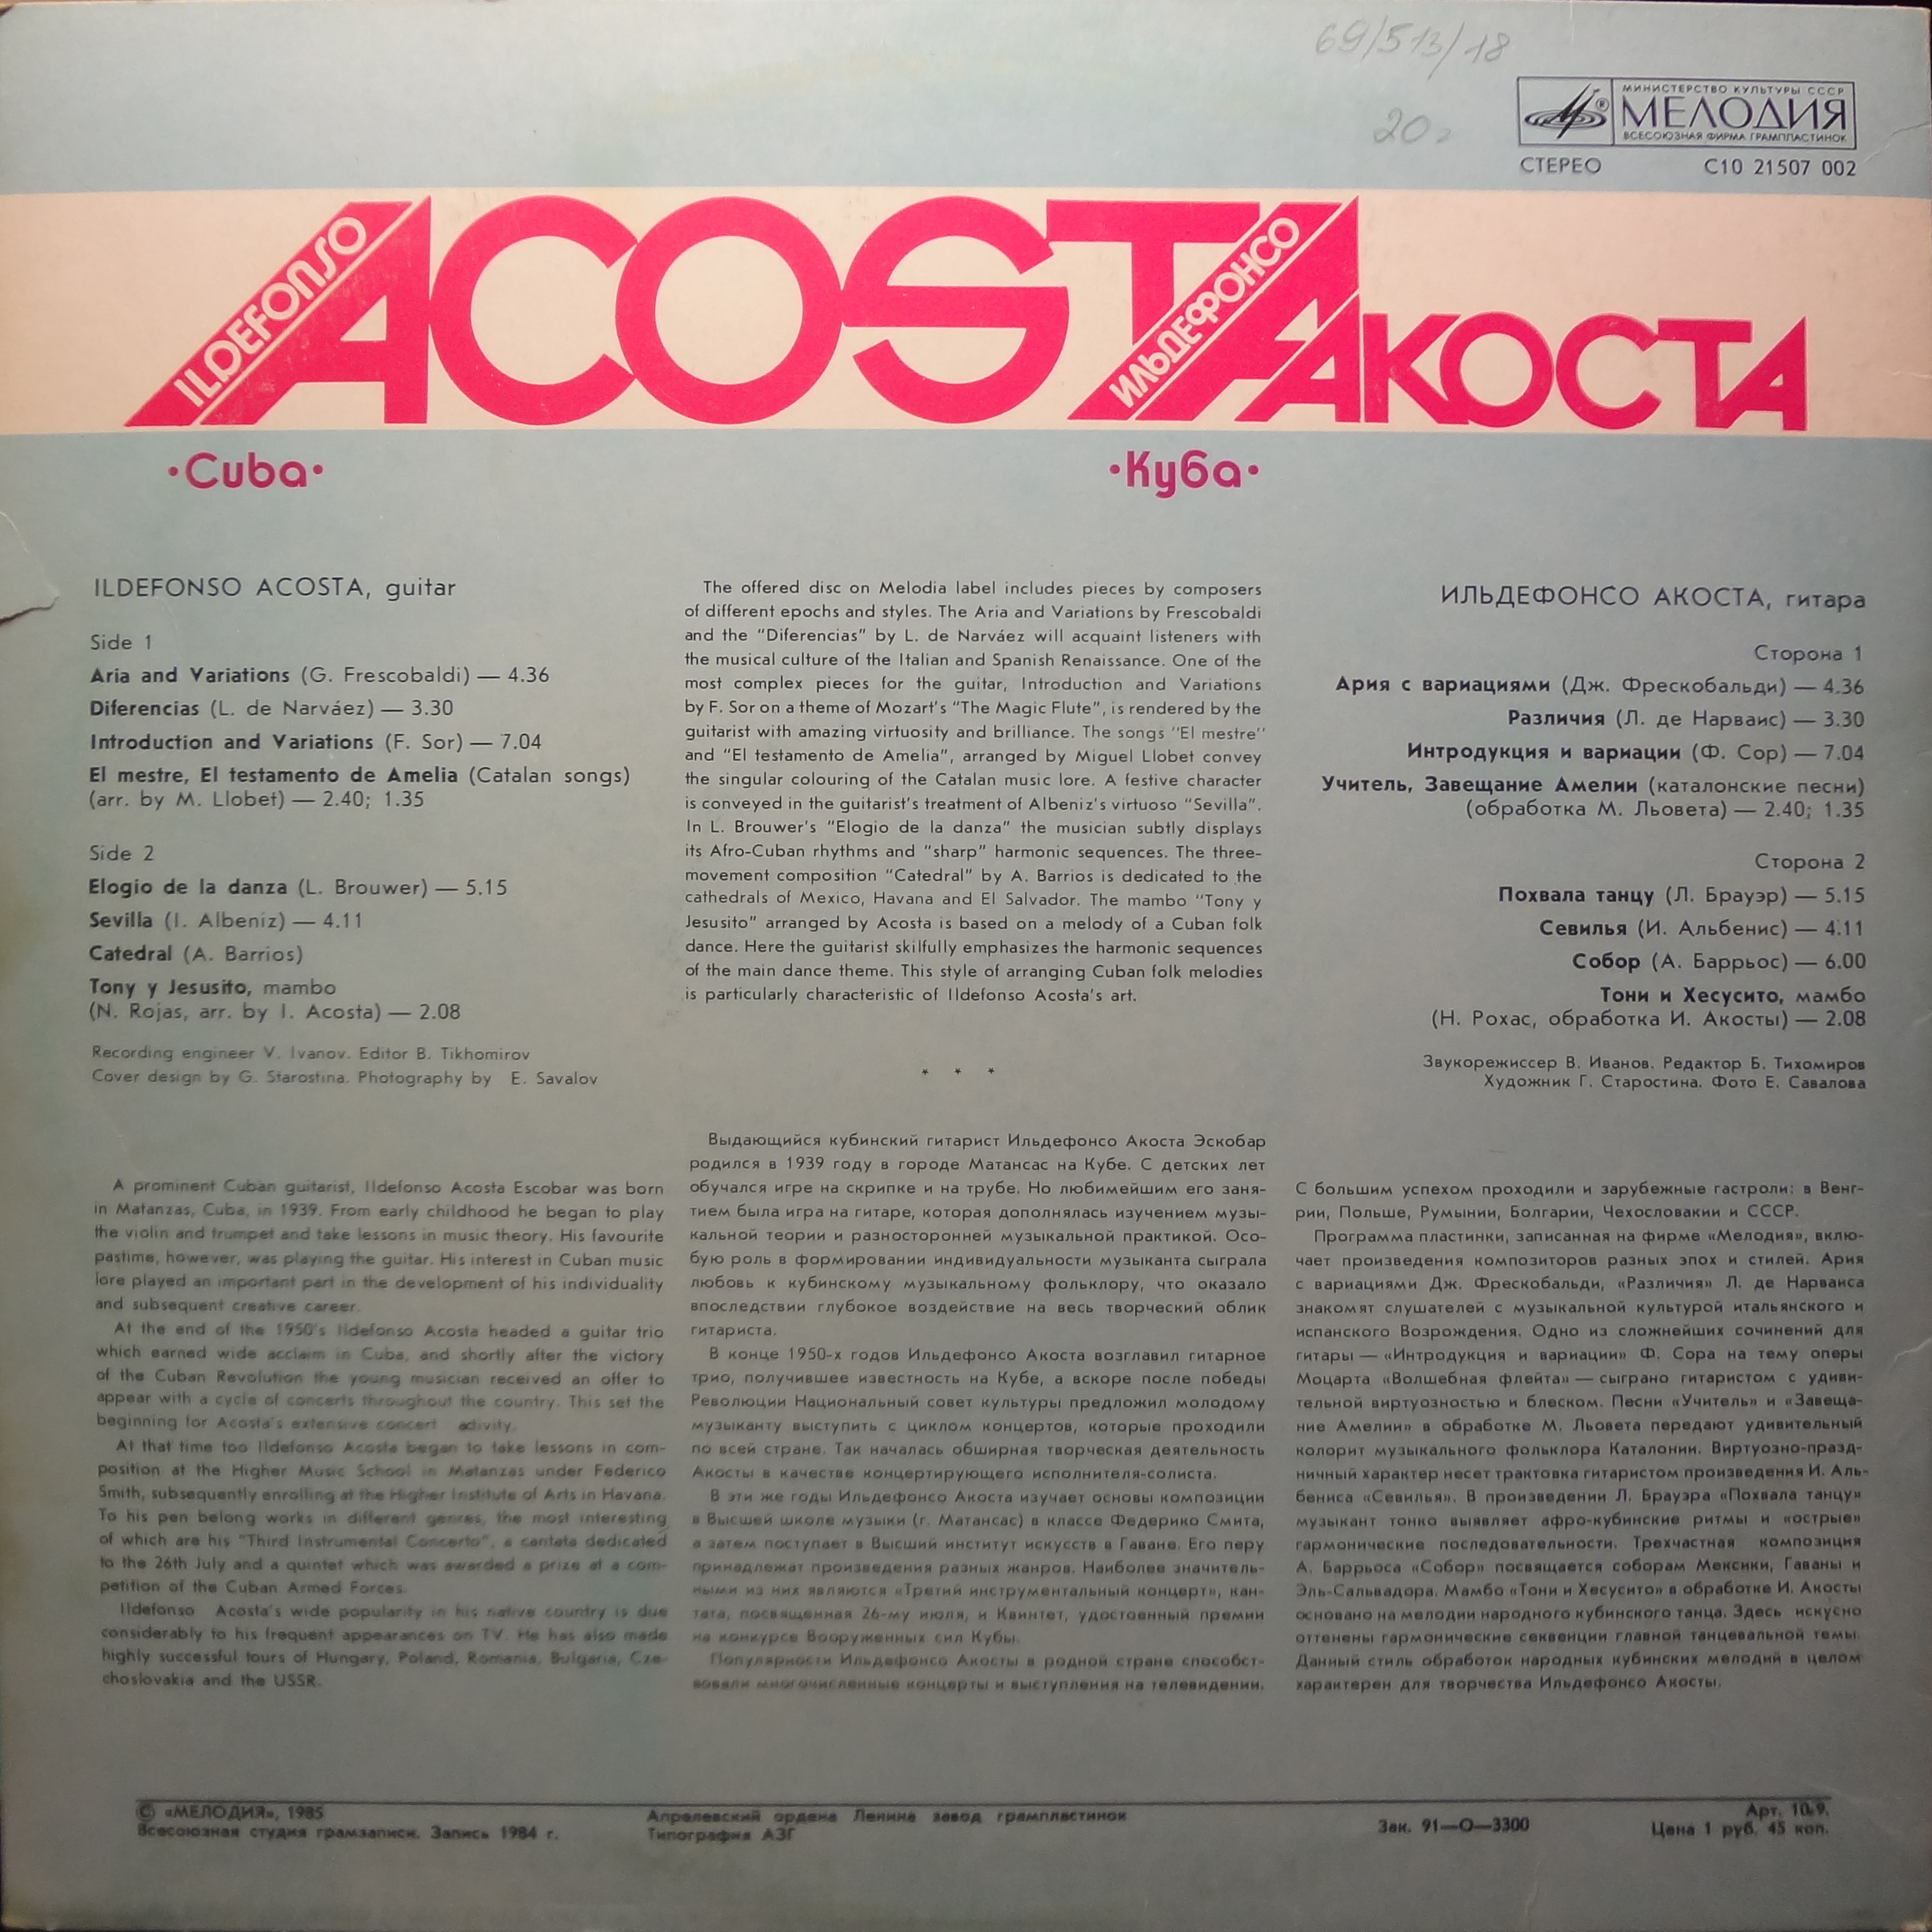 69/513/18
20
МИНИСТЕРСТВО КУЛЬТУРЫ СССР
МЕЛОДИЯ
ВСЕСОЮЗНАЯ ФИРМА ГРАМПЛАСТИНОК
СТЕРЕО С10 21507 002
ILDEFONSO
ACOSTA
ИЛЬДЕФОНСО
АКОСТА
•Cuba•
•Куба•
ILDEFONSO ACOSTA, guitar
Side 1
Aria and Variations (G. Frescobaldi) — 4.36
Diferencias (L. de Narváez) — 3.30
Introduction and Variations (F. Sor) — 7.04
El mestre, El testamento de Amelia (Catalan songs)
(arr. by M. Llobet) — 2.40; 1.35
Side 2
Elogio de la danza (L. Brouwer) — 5.15
Sevilla (I. Albeniz) — 4.11
Catedral (A. Barrios)
Tony y Jesusito, mambo
(N. Rojas, arr. by I. Acosta) — 2.08
Recording engineer V. Ivanov. Editor B. Tikhomirov
Cover design by G. Starostina. Photography by E. Savalov
A prominent Cuban guitarist, Ildefonso Acosta Escobar was born
in Matanzas, Cuba, in 1939. From early childhood he began to play
the violin and trumpet and take lessons in music theory. His favourite
pastime, however, was playing the guitar. His interest in Cuban music
lore played an important part in the development of his individuality
and subsequent creative career.
At the end of the 1950's Ildefonso Acosta headed a guitar trio
which earned wide acclaim in Cuba, and shortly after the victory
of the Cuban Revolution the young musician received an offer to
appear with a cycle of concerts throughout the country. This set the
beginning for Acosta's extensive concert adivity.
At that time too Ildefonso Acosta began to take lessons in com-
position at the Higher Music School in Matanzas under Federico
Smith, subsequently enrolling at the Higher Institute of Arts in Havana.
To his pen belong works in different genres, the most interesting
of which are his "Third Instrumental Concerto", a cantata dedicated
to the 26th July and a quintet which was awarded a prize at a com-
petition of the Cuban Armed Forces.
Ildefonso Acosta's wide popularity in his native country is due
considerably to his frequent appearances on TV. He has also made
highly successful tours of Hungary, Poland, Romania, Bulgaria, Cze-
choslovakia and the USSR.
The offered disc on Melodia label includes pieces by composers
of different epochs and styles. The Aria and Variations by Frescobaldi
and the "Diferencias" by L. de Narváez will acquaint listeners with
the musical culture of the Italian and Spanish Renaissance. One of the
most complex pieces for the guitar, Introduction and Variations
by F. Sor on a theme of Mozart's "The Magic Flute", is rendered by the
guitarist with amazing virtuosity and brilliance. The songs "El mestre"
and "El testamento de Amelia", arranged by Miguel Llobet convey
the singular colouring of the Catalan music lore. A festive character
is conveyed in the guitarist's treatment of Albeniz's virtuoso "Sevilla".
In L. Brouwer's "Elogio de la danza" the musician subtly displays
its Afro-Cuban rhythms and "sharp" harmonic sequences. The three-
movement composition "Catedral" by A. Barrios is dedicated to the
cathedrals of Mexico, Havana and El Salvador. The mambo "Tony y
Jesusito" arranged by Acosta is based on a melody of a Cuban folk
dance. Here the guitarist skilfully emphasizes the harmonic sequences
of the main dance theme. This style of arranging Cuban folk melodies
is particularly characteristic of Ildefonso Acosta's art.
* * *
Выдающийся кубинский гитарист Ильдефонсо Акоста Эскобар
родился в 1939 году в городе Матансас на Кубе. С детских лет
обучался игре на скрипке и на трубе. Но любимейшим его заня-
тием была игра на гитаре, которая дополнялась изучением музы-
кальной теории и разносторонней музыкальной практикой. Осо-
бую роль в формировании индивидуальности музыканта сыграла
любовь к кубинскому музыкальному фольклору, что оказало
впоследствии глубокое воздействие на весь творческий облик
гитариста.
В конце 1950-х годов Ильдефонсо Акоста возглавил гитарное
трио, получившее известность на Кубе, а вскоре после победы
Революции Национальный совет культуры предложил молодому
музыканту выступить с циклом концертов, которые проходили
по всей стране. Так началась обширная творческая деятельность
Акосты в качестве концертирующего исполнителя-солиста.
В эти же годы Ильдефонсо Акоста изучает основы композиции
в Высшей школе музыки (г. Матансас) в классе Федерико Смита,
а затем поступает в Высший институт искусств в Гаване. Его перу
принадлежат произведения разных жанров. Наиболее значитель-
ными из них являются «Третий инструментальный концерт», кан-
тата, посвященная 26-му июля, и Квинтет, удостоенный премии
на конкурсе Вооруженных сил Кубы.
Популярности Ильдефонсо Акосты в родной стране способст-
вовали многочисленные концерты и выступления на телевидении.
ИЛЬДЕФОНСО АКОСТА, гитара
Сторона 1
Ария с вариациями (Дж. Фрескобальди) — 4.36
Различия (Л. де Нарваис) — 3.30
Интродукция и вариации (Ф. Сор) — 7.04
Учитель, Завещание Амелии (каталонские песни)
(обработка М. Льовета) — 2.40; 1.35
Сторона 2
Похвала танцу (Л. Брауэр) — 5.15
Севилья (И. Альбенис) — 4.11
Собор (А. Баррьос) — 6.00
Тони и Хесусито, мамбо
(Н. Рохас, обработка И. Акосты) — 2.08
Звукорежиссер В. Иванов. Редактор Б. Тихомиров
Художник Г. Старостина. Фото Е. Савалова
С большим успехом проходили и зарубежные гастроли: в Венг-
рии, Польше, Румынии, Болгарии, Чехословакии и СССР.
Программа пластинки, записанная на фирме «Мелодия», вклю-
чает произведения композиторов разных эпох и стилей. Ария
с вариациями Дж. Фрескобальди, «Различия» Л. де Нарваиса
знакомят слушателей с музыкальной культурой итальянского и
испанского Возрождения. Одно из сложнейших сочинений для
гитары — «Интродукция и вариации» Ф. Сора на тему оперы
Моцарта «Волшебная флейта» — сыграно гитаристом с удиви-
тельной виртуозностью и блеском. Песни «Учитель» и «Завеща-
ние Амелии» в обработке М. Льовета передают удивительный
колорит музыкального фольклора Каталонии. Виртуозно-празд-
ничный характер несет трактовка гитаристом произведения И. Аль-
бениса «Севилья». В произведении Л. Брауэра «Похвала танцу»
музыкант тонко выявляет афро-кубинские ритмы и «острые»
гармонические последовательности. Трехчастная композиция
А. Баррьоса «Собор» посвящается соборам Мексики, Гаваны и
Эль-Сальвадора. Мамбо «Тони и Хесусито» в обработке И. Акосты
основано на мелодии народного кубинского танца. Здесь искусно
оттенены гармонические секвенции главной танцевальной темы.
Данный стиль обработок народных кубинских мелодий в целом
характерен для творчества Ильдефонсо Акосты.
© «МЕЛОДИЯ», 1985
Всесоюзная студия грамзаписи. Запись 1984 г.
Апрелевский ордена Ленина завод грампластинок
Типография АЗГ
Зак. 91—О—3300
Арт. 10-9.
Цена 1 руб. 45 коп.